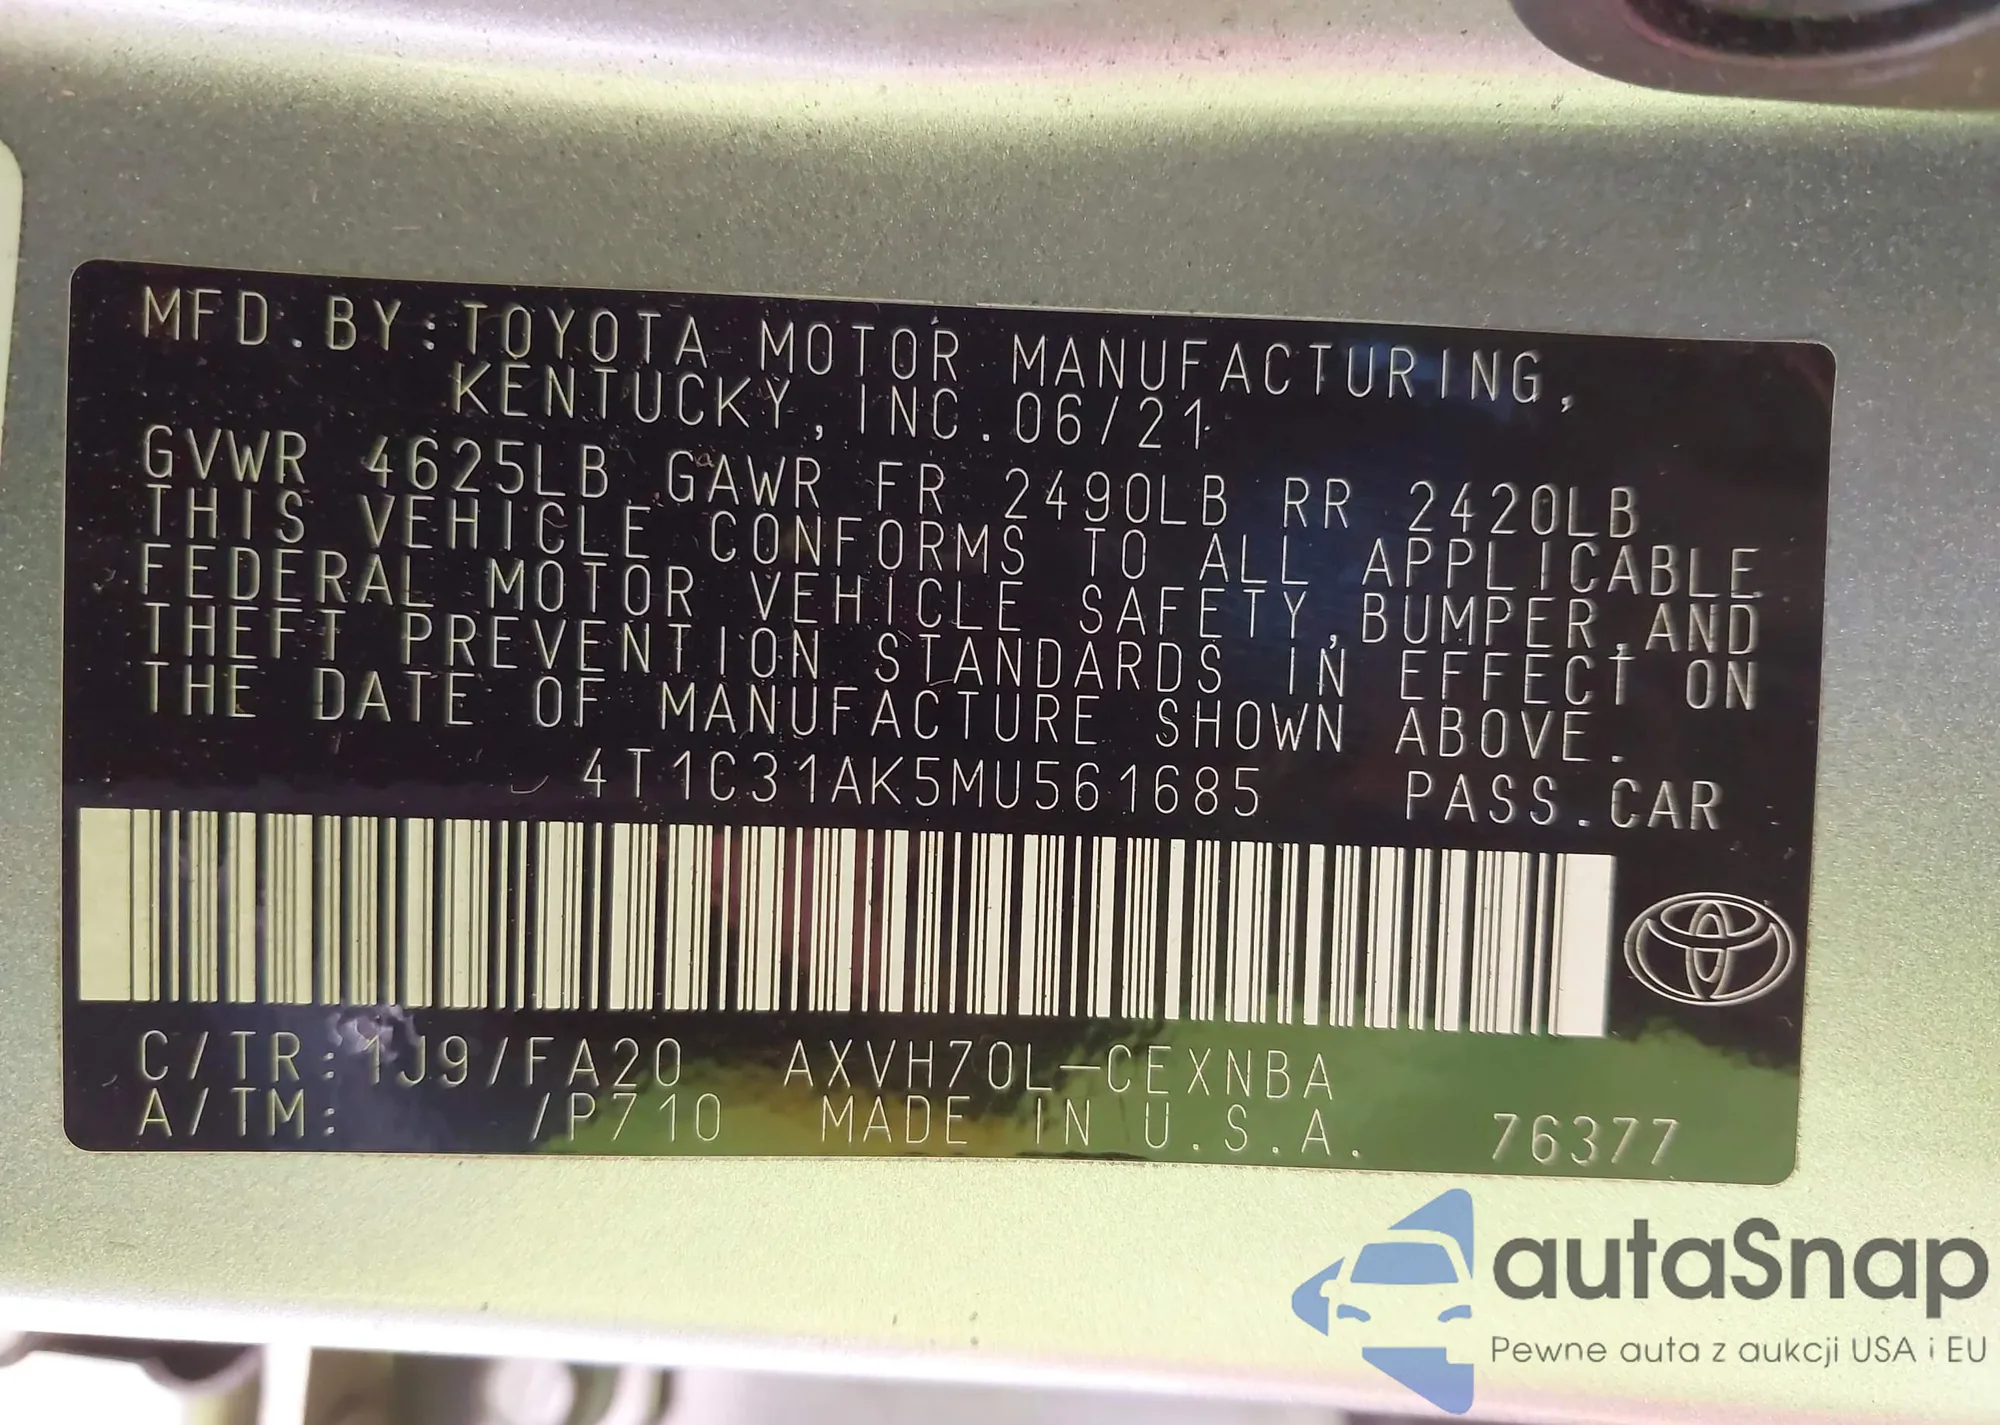 MFD. BY: TOYOTA MOTOR MANUFACTURING,
KENTUCKY, INC. 06/21
GVWR 4625LB GAWR FR 2490LB RR 2420LB
THIS VEHICLE CONFORMS TO ALL APPLICABLE
FEDERAL MOTOR VEHICLE SAFETY, BUMPER, AND
THEFT PREVENTION STANDARDS IN EFFECT ON
THE DATE OF MANUFACTURE SHOWN ABOVE.
4T1C31AK5MU561685 PASS. CAR
C/TR: 1J9/FA20 AXVH70L-CEXNBA
A/TM: /P710 MADE IN U.S.A. 76377
autaSnap
Pewne auta z aukcji USA i EU